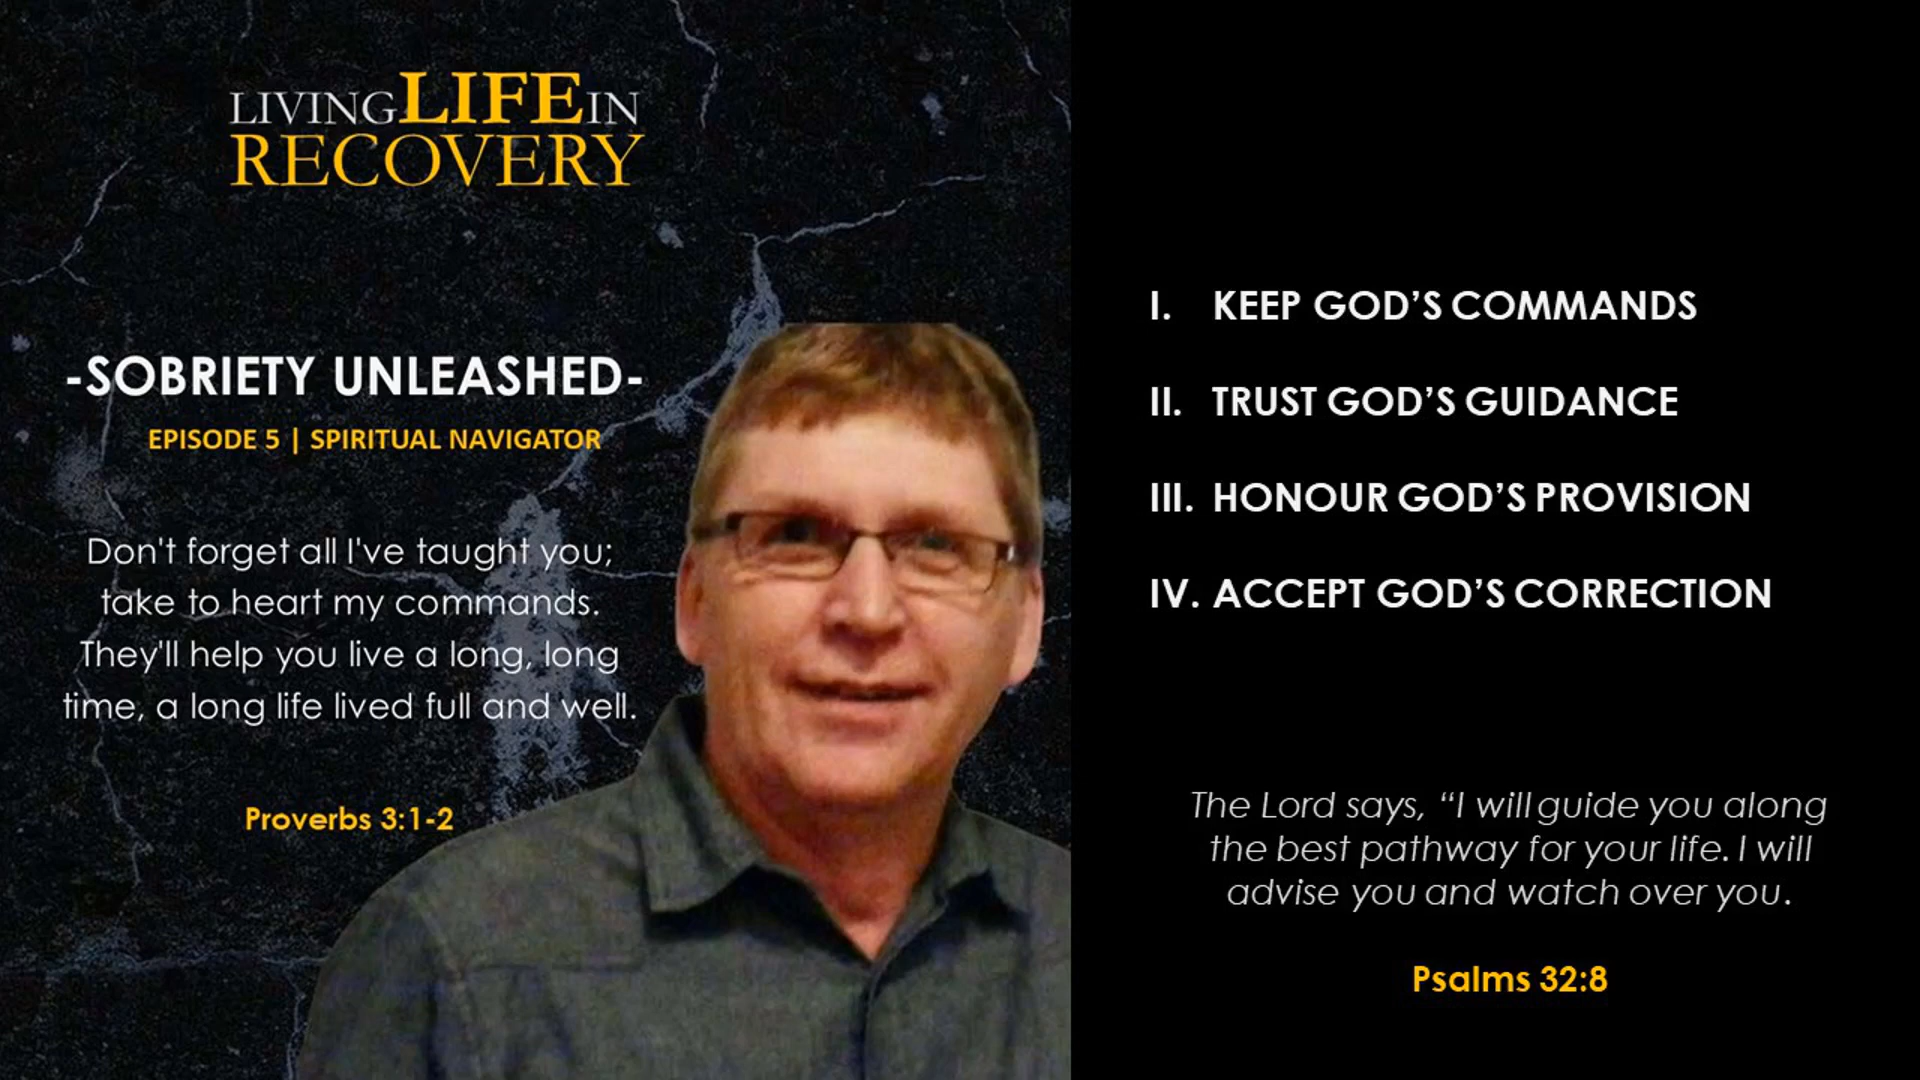 LIVING LIFE IN
RECOVERY
-SOBRIETY UNLEASHED-
EPISODE 5 | SPIRITUAL NAVIGATOR
Don't forget all I've taught you;
take to heart my commands.
They'll help you live a long, long
time, a long life lived full and well.
Proverbs 3:1-2
I. KEEP GOD’S COMMANDS
II. TRUST GOD’S GUIDANCE
III. HONOUR GOD’S PROVISION
IV. ACCEPT GOD’S CORRECTION
The Lord says, “I will guide you along
the best pathway for your life. I will
advise you and watch over you.
Psalms 32:8